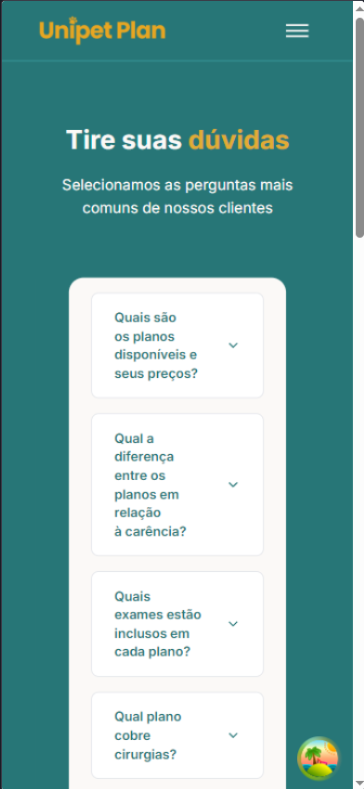 Unipet Plan
Tire suas dúvidas
Selecionamos as perguntas mais
comuns de nossos clientes
Quais são
os planos
disponíveis e
seus preços?
Qual a
diferença
entre os
planos em
relação
à carência?
Quais
exames estão
inclusos em
cada plano?
Qual plano
cobre
cirurgias?